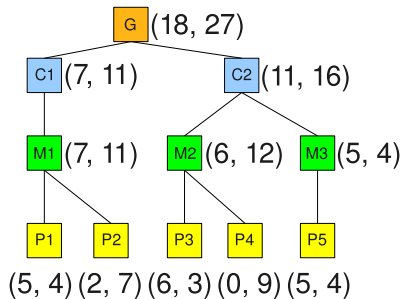 G (18, 27)
C1 (7, 11) C2 (11, 16)
M1 (7, 11) M2 (6, 12) M3 (5, 4)
P1 P2 P3 P4 P5
(5, 4) (2, 7) (6, 3) (0, 9) (5, 4)